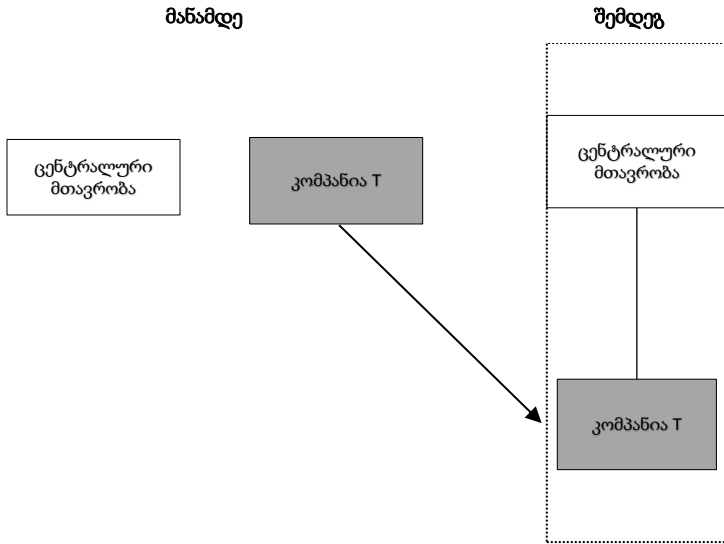 მანამდე
შემდეგ
ცენტრალური
მთავრობა
კომპანია T
ცენტრალური
მთავრობა
კომპანია T